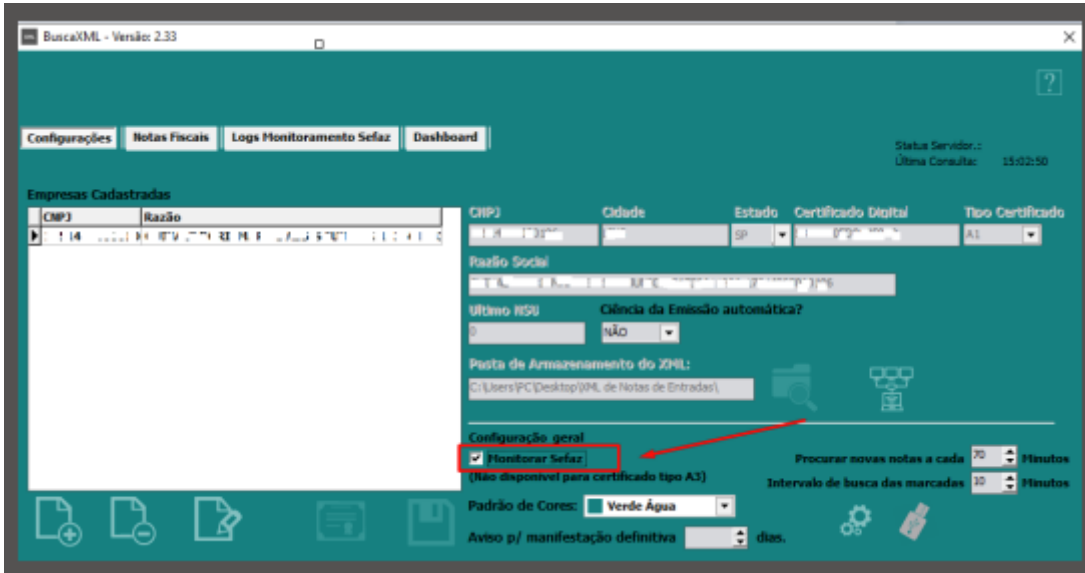 BuscaXML - Versão: 2.33
?
Configurações Notas Fiscais Logs Monitoramento Sefaz Dashboard
Status Servidor.:
Última Consulta: 15:02:50
Empresas Cadastradas
CNPJ Razão
CNPJ Cidade Estado Certificado Digital Tipo Certificado
SP A1
Razão Social
Ultimo NSU Ciência da Emissão automática?
0 NÃO
Pasta de Armazenamento do XML:
C:\Users\PC\Desktop\XML de Notas de Entradas\
Configuração geral
Monitorar Sefaz
Procurar novas notas a cada 70 Minutos
(Não disponível para certificado tipo A3)
Intervalo de busca das marcadas 10 Minutos
Padrão de Cores: Verde Água
Aviso p/ manifestação definitiva dias.